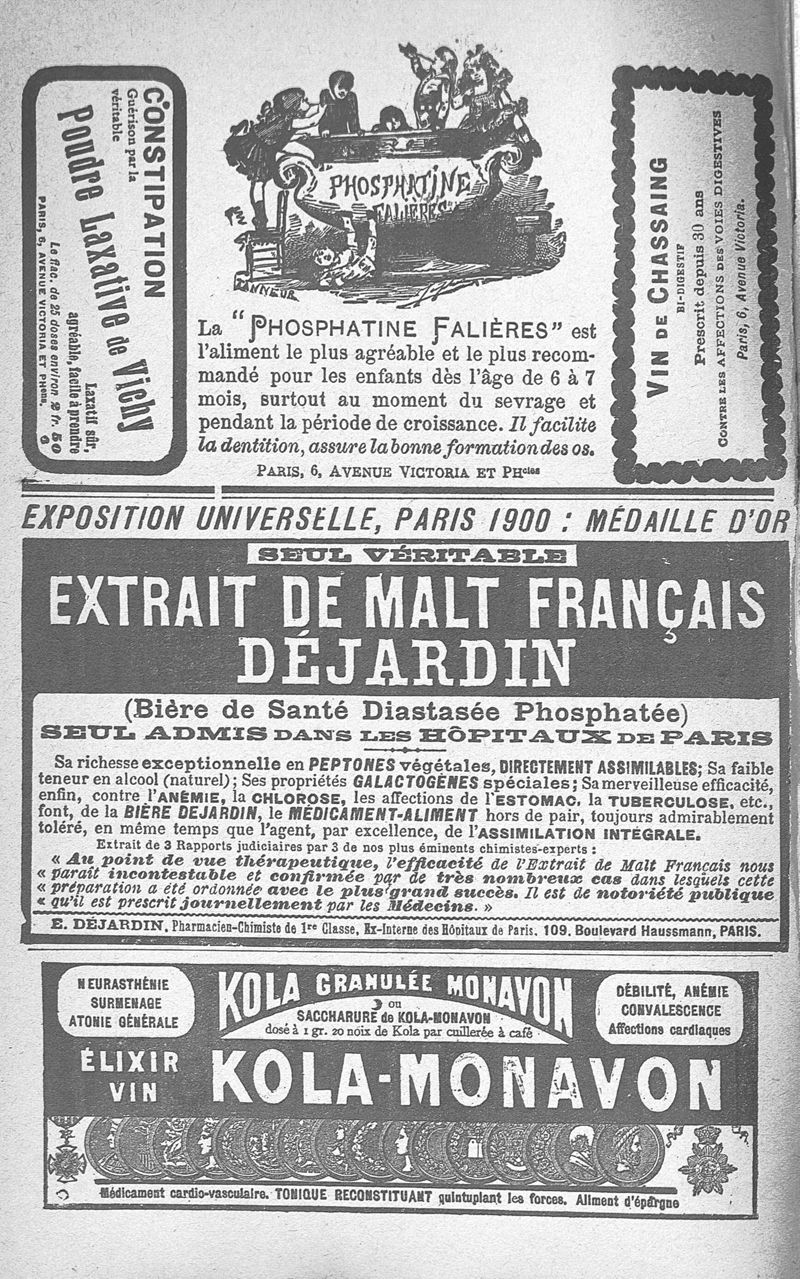 CONSTIPATION
Guérison par la
véritable
Poudre Laxative de Vichy
Laxatif sûr,
agréable, facile à prendre
Le flac. de 25 doses environ 2 fr. 50
PARIS, 6, AVENUE VICTORIA ET PHcies.
"PHOSPHATINE
FALIERES"
La "PHOSPHATINE FALIÈRES" est
l'aliment le plus agréable et le plus recom-
mandé pour les enfants dès l'âge de 6 à 7
mois, surtout au moment du sevrage et
pendant la période de croissance. Il facilite
la dentition, assure la bonne formation des os.
PARIS, 6, AVENUE VICTORIA ET PHcies
VIN DE CHASSAING
BI-DIGESTIF
Prescrit depuis 30 ans
CONTRE LES AFFECTIONS DES VOIES DIGESTIVES
Paris, 6, Avenue Victoria.
EXPOSITION UNIVERSELLE, PARIS 1900 : MÉDAILLE D'OR
SEUL VÉRITABLE
EXTRAIT DE MALT FRANÇAIS
DÉJARDIN
(Bière de Santé Diastasée Phosphatée)
SEUL ADMIS DANS LES HÔPITAUX DE PARIS
Sa richesse exceptionnelle en PEPTONES végétales, DIRECTEMENT ASSIMILABLES; Sa faible
teneur en alcool (naturel); Ses propriétés GALACTOGÈNES spéciales; Sa merveilleuse efficacité,
enfin, contre l'ANÉMIE, la CHLOROSE, les affections de l'ESTOMAC, la TUBERCULOSE, etc.,
font, de la BIÈRE DEJARDIN, le MÉDICAMENT-ALIMENT hors de pair, toujours admirablement
toléré, en même temps que l'agent, par excellence, de l'ASSIMILATION INTÉGRALE.
Extrait de 3 Rapports judiciaires par 3 de nos plus éminents chimistes-experts :
« Au point de vue thérapeutique, l'efficacité de l'Extrait de Malt Français nous
« paraît incontestable et confirmée par de très nombreux cas dans lesquels cette
« préparation a été ordonnée avec le plus grand succès. Il est de notoriété publique
« qu'il est prescrit journellement par les Médecins. »
E. DÉJARDIN, Pharmacien-Chimiste de 1re Classe, Ex-Interne des Hôpitaux de Paris. 109, Boulevard Haussmann, PARIS.
NEURASTHÉNIE
SURMENAGE
ATONIE GÉNÉRALE
KOLA GRANULÉE MONAVON
ou
SACCHARURE de KOLA-MONAVON
dosé à 1 gr. 20 noix de Kola par cuillerée à café
DÉBILITÉ, ANÉMIE
CONVALESCENCE
Affections cardiaques
ÉLIXIR
VIN
KOLA-MONAVON
Médicament cardio-vasculaire. TONIQUE RECONSTITUANT quintuplant les forces. Aliment d'épargne